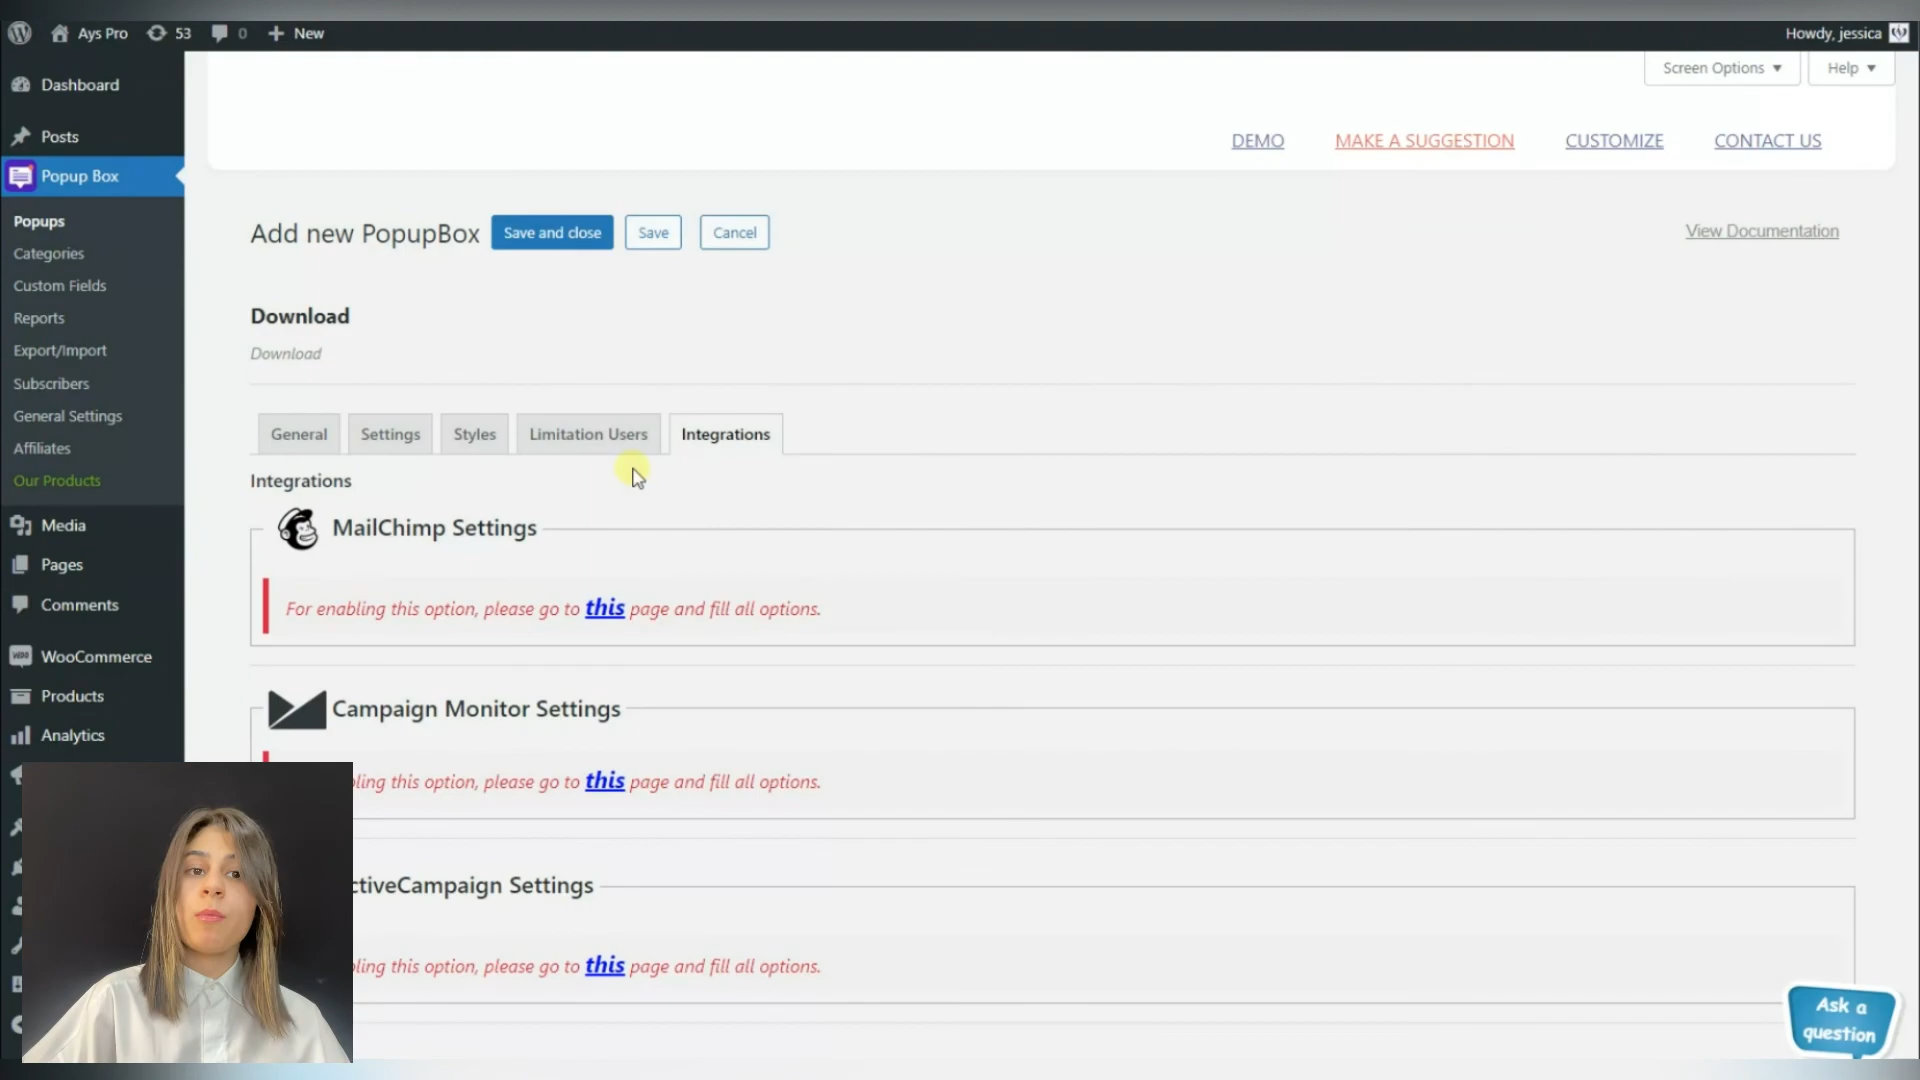 Ays Pro
53
0
New
Howdy, jessica
Dashboard
Posts
Popup Box
Popups
Categories
Custom Fields
Reports
Export/Import
Subscribers
General Settings
Affiliates
Our Products
Media
Pages
Comments
WooCommerce
Products
Analytics
Screen Options
Help
DEMO
MAKE A SUGGESTION
CUSTOMIZE
CONTACT US
Add new PopupBox
Save and close
Save
Cancel
View Documentation
Download
Download
General
Settings
Styles
Limitation Users
Integrations
Integrations
MailChimp Settings
For enabling this option, please go to this page and fill all options.
Campaign Monitor Settings
bling this option, please go to this page and fill all options.
ctiveCampaign Settings
bling this option, please go to this page and fill all options.
Ask a
question